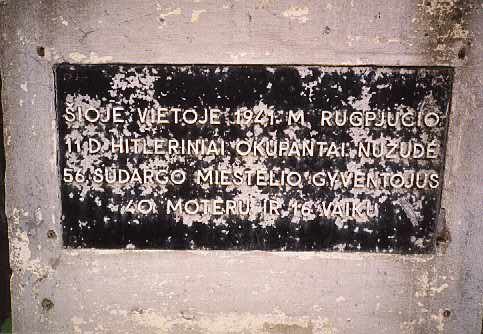 ŠIOJE VIETOJE 1941 M. RUGPJŪČIO
11 D. HITLERINIAI OKUPANTAI NUŽUDĖ
56 SUDARGO MIESTELIO GYVENTOJUS
40 MOTERŲ IR 16 VAIKŲ